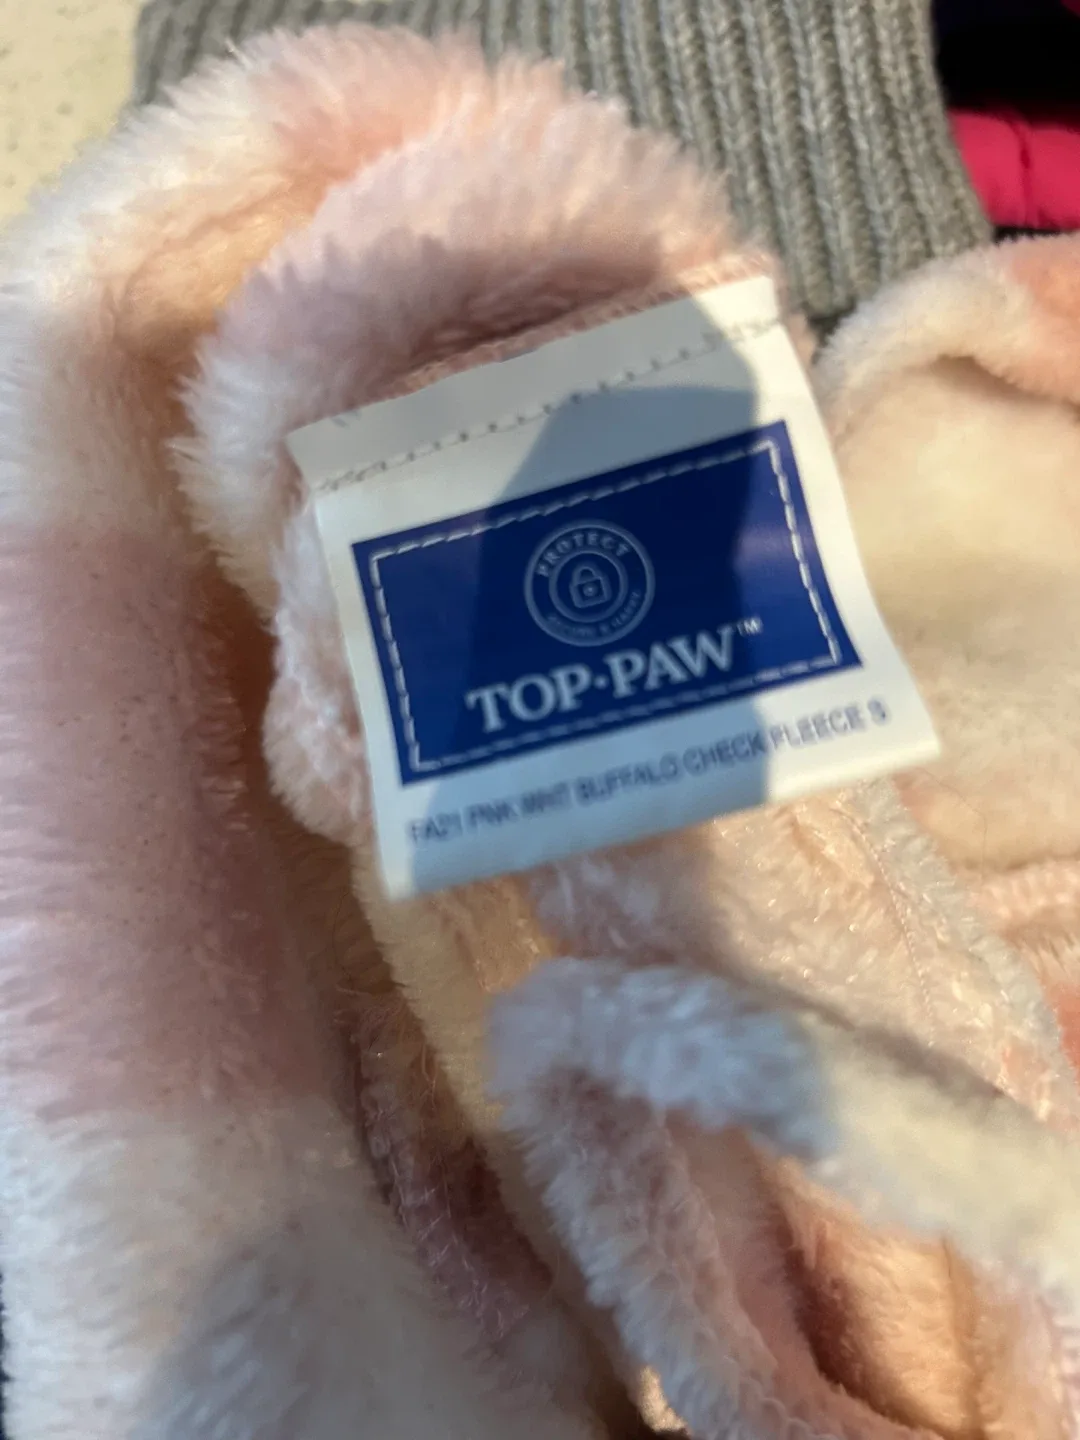 PROTECT
TOP·PAW™
FA21 PNK WHT BUFFALO CHECK FLEECE S